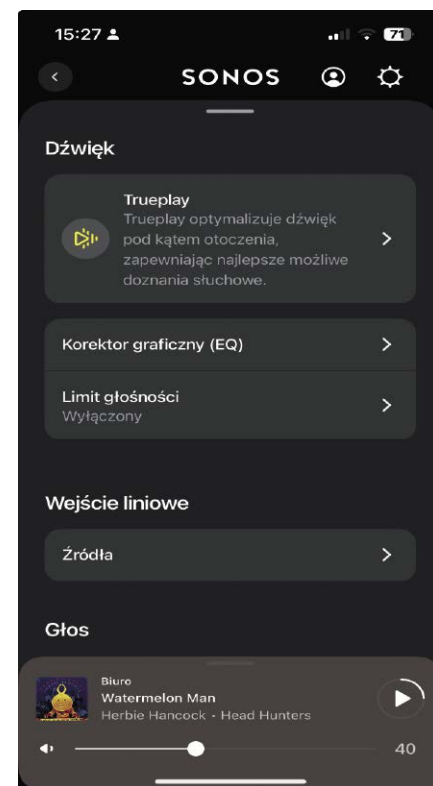 15:27
71
SONOS
Dźwięk
Trueplay
Trueplay optymalizuje dźwięk
pod kątem otoczenia,
zapewniając najlepsze możliwe
doznania słuchowe.
Korektor graficzny (EQ)
Limit głośności
Wyłączony
Wejście liniowe
Źródła
Głos
Biuro
Watermelon Man
Herbie Hancock - Head Hunters
40